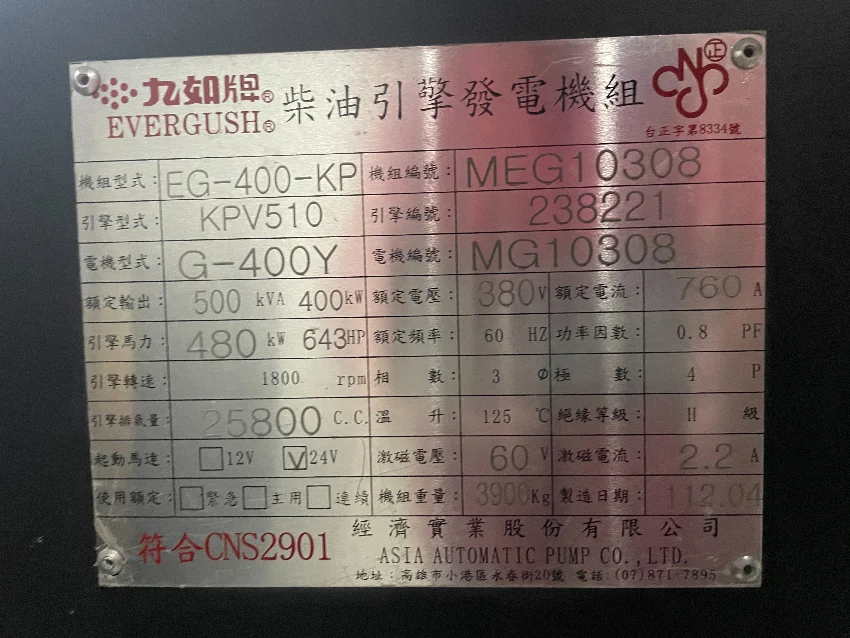 九如牌® 柴油引擎發電機組 正
EVERGUSH® CNS
台正字第8334號
機組型式: EG-400-KP 機組編號: MEG10308
引擎型式: KPV510 引擎編號: 238221
電機型式: G-400Y 電機編號: MG10308
額定輸出: 500 kVA 400kW 額定電壓: 380V 額定電流: 760 A
引擎馬力: 480 kW 643HP 額定頻率: 60 HZ 功率因數: 0.8 PF
引擎轉速: 1800 rpm 相數: 3 Ø 極數: 4 P
引擎排氣量: 25800 C.C. 溫升: 125 ℃ 絕緣等級: H 級
起動馬達: □12V ☑24V 激磁電壓: 60 V 激磁電流: 2.2 A
使用額定: □緊急□主用□連續 機組重量: 3900Kg 製造日期: 112.04
符合CNS2901 經濟實業股份有限公司
ASIA AUTOMATIC PUMP CO.,LTD.
地址:高雄市小港區水春街20號 電話:(07)871-7895